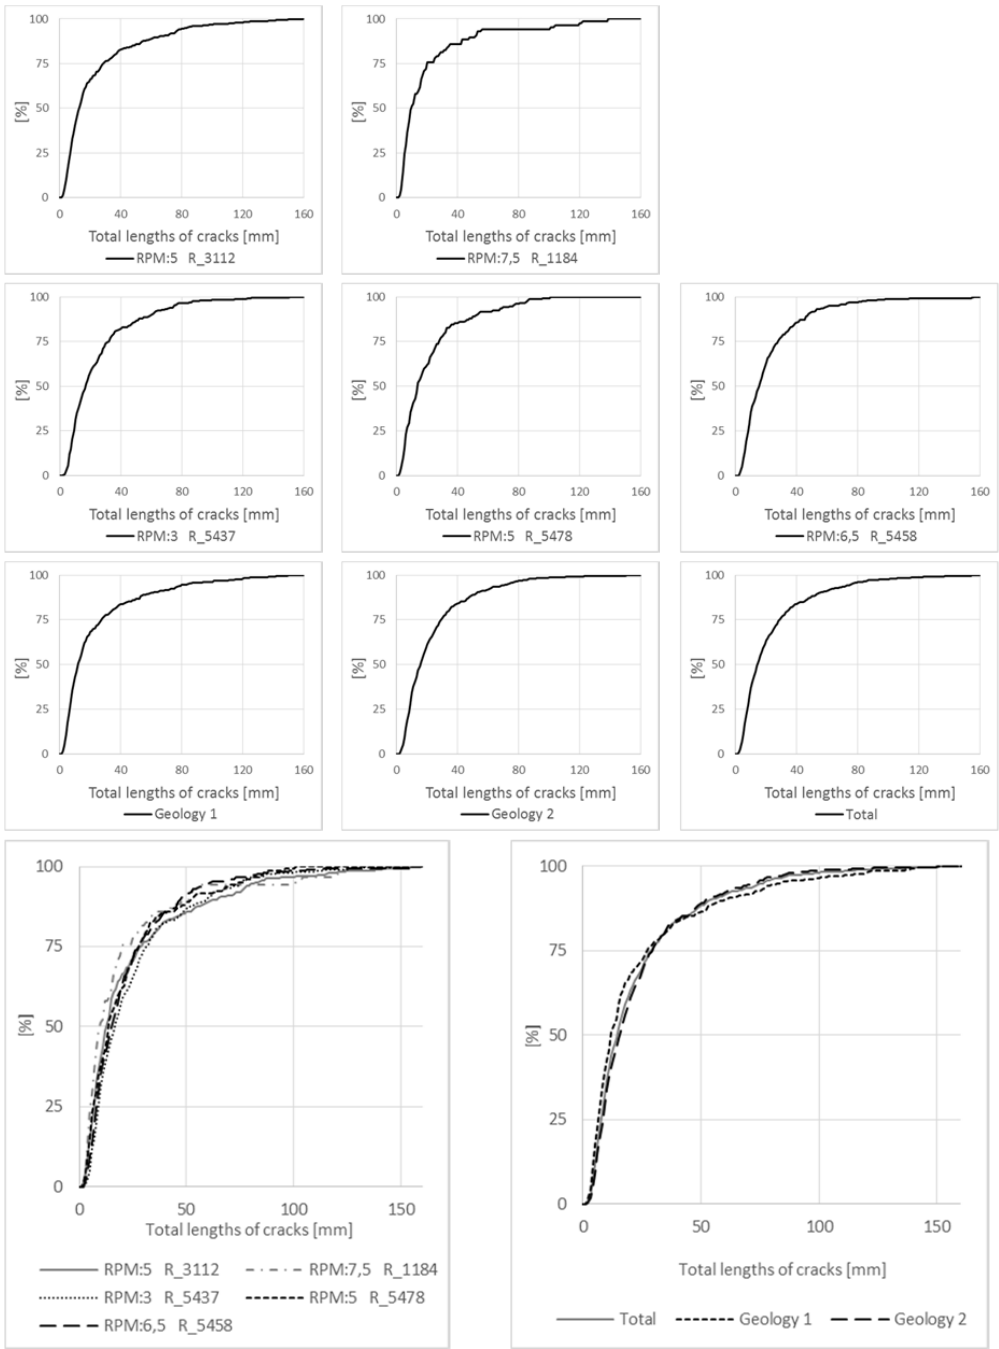 100
75
50
25
0
[%]
0 40 80 120 160
Total lengths of cracks [mm]
RPM:5 R_3112
100
75
50
25
0
[%]
0 40 80 120 160
Total lengths of cracks [mm]
RPM:7,5 R_1184
100
75
50
25
0
[%]
0 40 80 120 160
Total lengths of cracks [mm]
RPM:3 R_5437
100
75
50
25
0
[%]
0 40 80 120 160
Total lengths of cracks [mm]
RPM:5 R_5478
100
75
50
25
0
[%]
0 40 80 120 160
Total lengths of cracks [mm]
RPM:6,5 R_5458
100
75
50
25
0
[%]
0 40 80 120 160
Total lengths of cracks [mm]
Geology 1
100
75
50
25
0
[%]
0 40 80 120 160
Total lengths of cracks [mm]
Geology 2
100
75
50
25
0
[%]
0 40 80 120 160
Total lengths of cracks [mm]
Total
100
75
50
25
0
[%]
0 50 100 150
Total lengths of cracks [mm]
RPM:5 R_3112 RPM:7,5 R_1184
RPM:3 R_5437 RPM:5 R_5478
RPM:6,5 R_5458
100
75
50
25
0
[%]
0 50 100 150
Total lengths of cracks [mm]
Total Geology 1 Geology 2